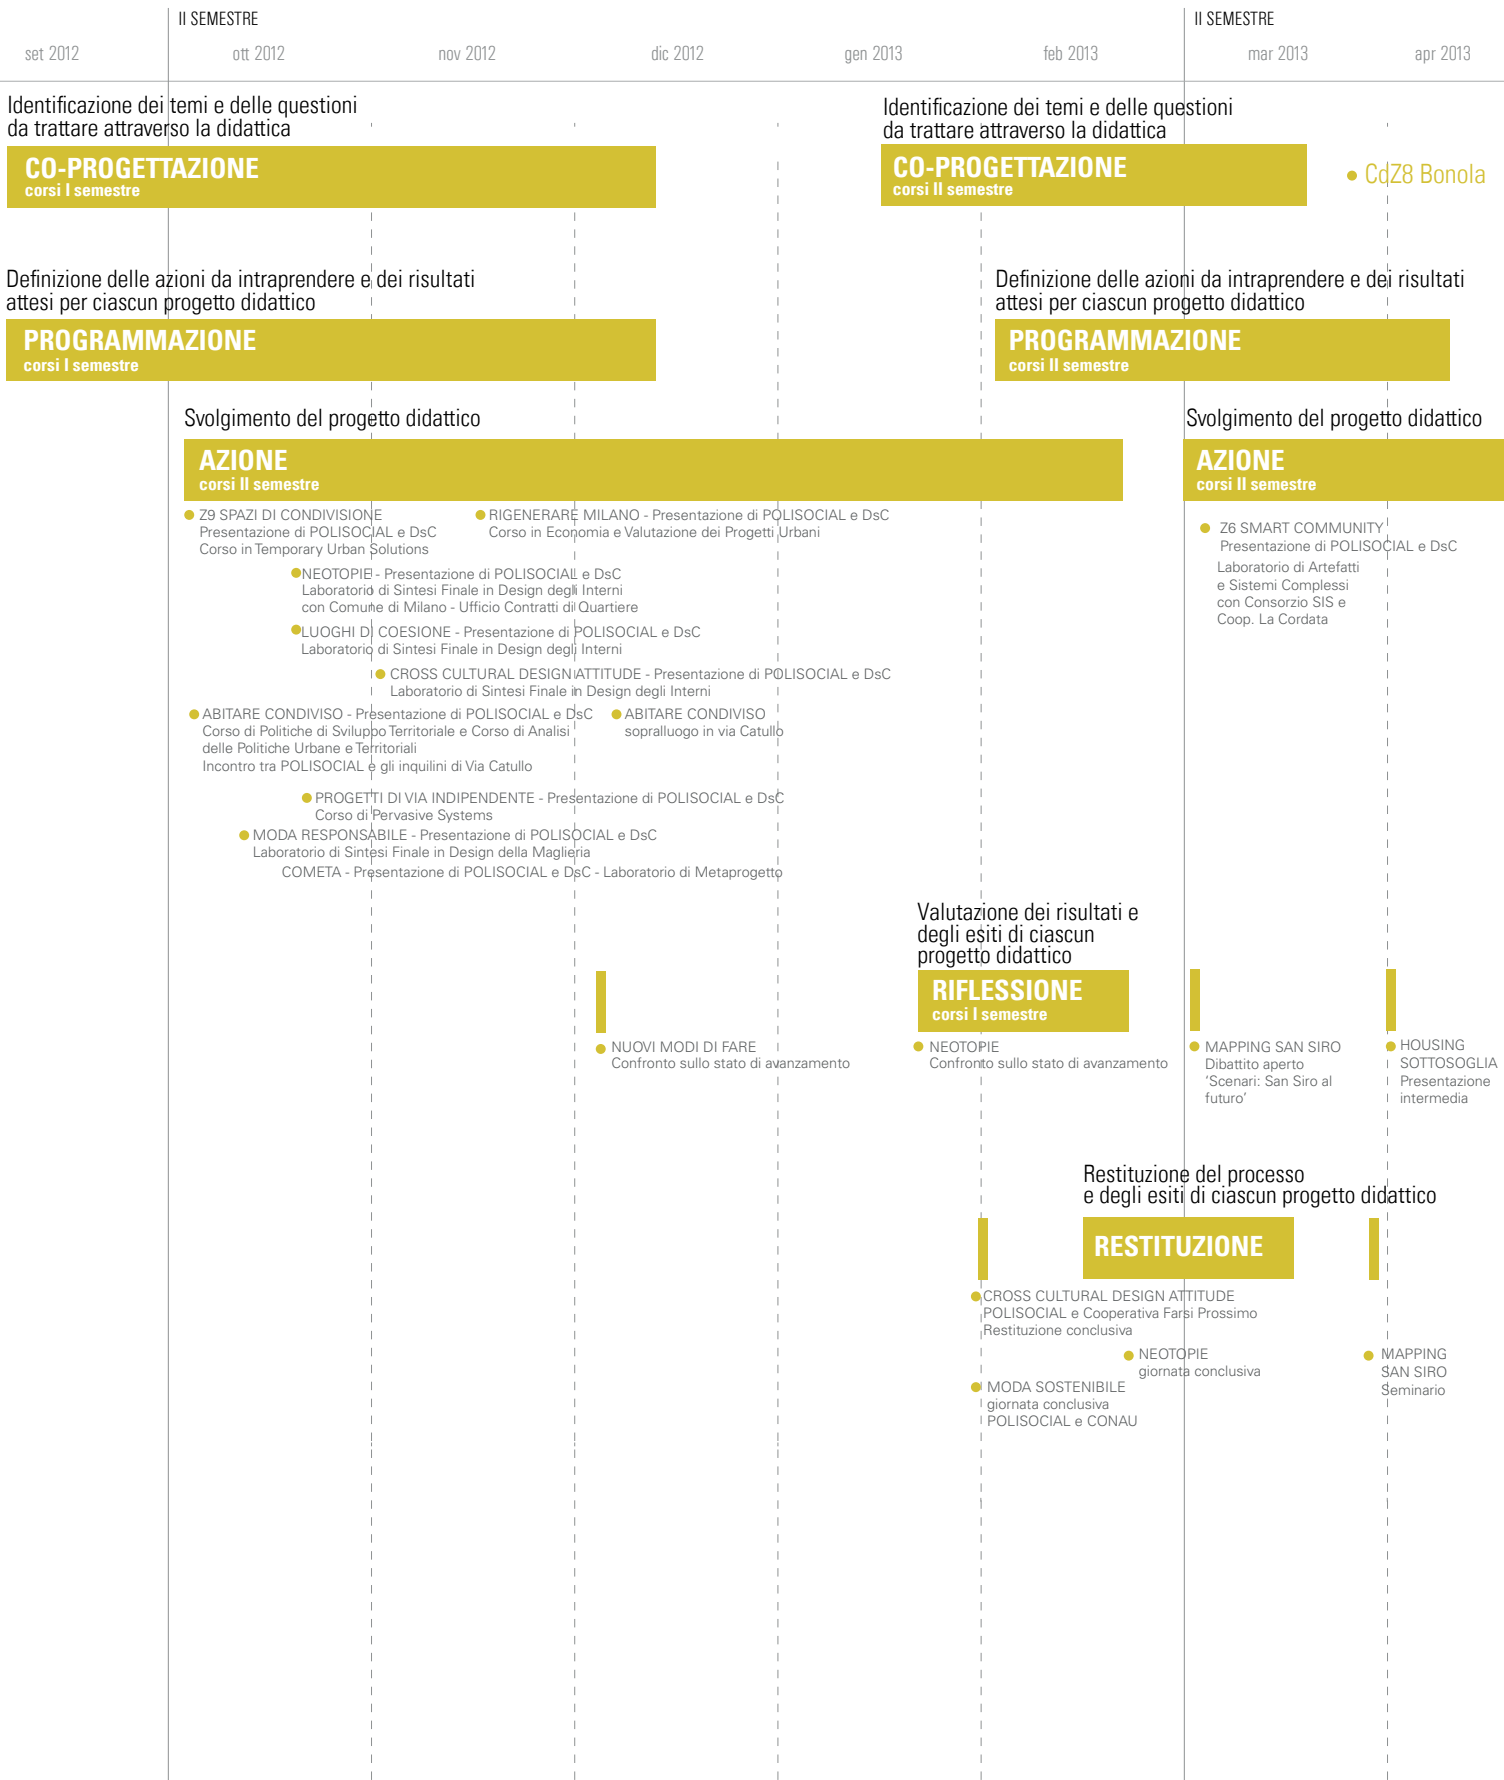 II SEMESTRE
II SEMESTRE
set 2012
ott 2012
nov 2012
dic 2012
gen 2013
feb 2013
mar 2013
apr 2013
Identificazione dei temi e delle questioni
da trattare attraverso la didattica
CO-PROGETTAZIONE
corsi I semestre
Identificazione dei temi e delle questioni
da trattare attraverso la didattica
CO-PROGETTAZIONE
corsi II semestre
CdZ8 Bonola
Definizione delle azioni da intraprendere e dei risultati
attesi per ciascun progetto didattico
PROGRAMMAZIONE
corsi I semestre
Definizione delle azioni da intraprendere e dei risultati
attesi per ciascun progetto didattico
PROGRAMMAZIONE
corsi II semestre
Svolgimento del progetto didattico
AZIONE
corsi II semestre
Svolgimento del progetto didattico
AZIONE
corsi II semestre
Z9 SPAZI DI CONDIVISIONE
Presentazione di POLISOCIAL e DsC
Corso in Temporary Urban Solutions
RIGENERARE MILANO - Presentazione di POLISOCIAL e DsC
Corso in Economia e Valutazione dei Progetti Urbani
Z6 SMART COMMUNITY
Presentazione di POLISOCIAL e DsC
Laboratorio di Artefatti
e Sistemi Complessi
con Consorzio SIS e
Coop. La Cordata
NEOTOPIE - Presentazione di POLISOCIAL e DsC
Laboratorio di Sintesi Finale in Design degli Interni
con Comune di Milano - Ufficio Contratti di Quartiere
LUOGHI DI COESIONE - Presentazione di POLISOCIAL e DsC
Laboratorio di Sintesi Finale in Design degli Interni
CROSS CULTURAL DESIGN ATTITUDE - Presentazione di POLISOCIAL e DsC
Laboratorio di Sintesi Finale in Design degli Interni
ABITARE CONDIVISO - Presentazione di POLISOCIAL e DsC
Corso di Politiche di Sviluppo Territoriale e Corso di Analisi
delle Politiche Urbane e Territoriali
Incontro tra POLISOCIAL e gli inquilini di Via Catullo
ABITARE CONDIVISO
sopralluogo in via Catullo
PROGETTI DI VIA INDIPENDENTE - Presentazione di POLISOCIAL e DsC
Corso di Pervasive Systems
MODA RESPONSABILE - Presentazione di POLISOCIAL e DsC
Laboratorio di Sintesi Finale in Design della Maglieria
COMETA - Presentazione di POLISOCIAL e DsC - Laboratorio di Metaprogetto
Valutazione dei risultati e
degli esiti di ciascun
progetto didattico
RIFLESSIONE
corsi I semestre
NUOVI MODI DI FARE
Confronto sullo stato di avanzamento
NEOTOPIE
Confronto sullo stato di avanzamento
MAPPING SAN SIRO
Dibattito aperto
‘Scenari: San Siro al
futuro’
HOUSING
SOTTOSOGLIA
Presentazione
intermedia
Restituzione del processo
e degli esiti di ciascun progetto didattico
RESTITUZIONE
CROSS CULTURAL DESIGN ATTITUDE
POLISOCIAL e Cooperativa Farsi Prossimo
Restituzione conclusiva
NEOTOPIE
giornata conclusiva
MAPPING
SAN SIRO
Seminario
MODA SOSTENIBILE
giornata conclusiva
POLISOCIAL e CONAU